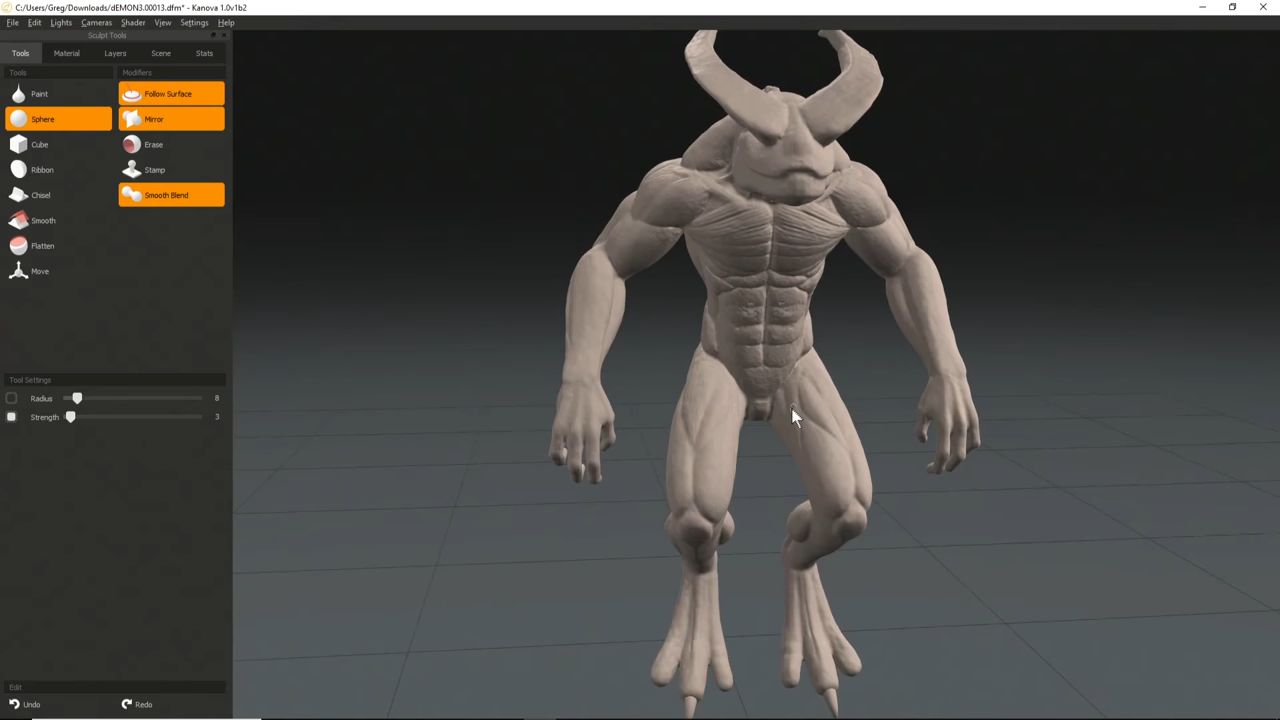 C:/Users/Greg/Downloads/dEMON3.00013.dfm* - Kanova 1.0v1b2
File Edit Lights Cameras Shader View Settings Help
Sculpt Tools
Tools Material Layers Scene Stats
Tools Modifiers
Paint Follow Surface
Sphere Mirror
Cube Erase
Ribbon Stamp
Chisel Smooth Blend
Smooth
Flatten
Move
Tool Settings
Radius 8
Strength 3
Edit
Undo Redo